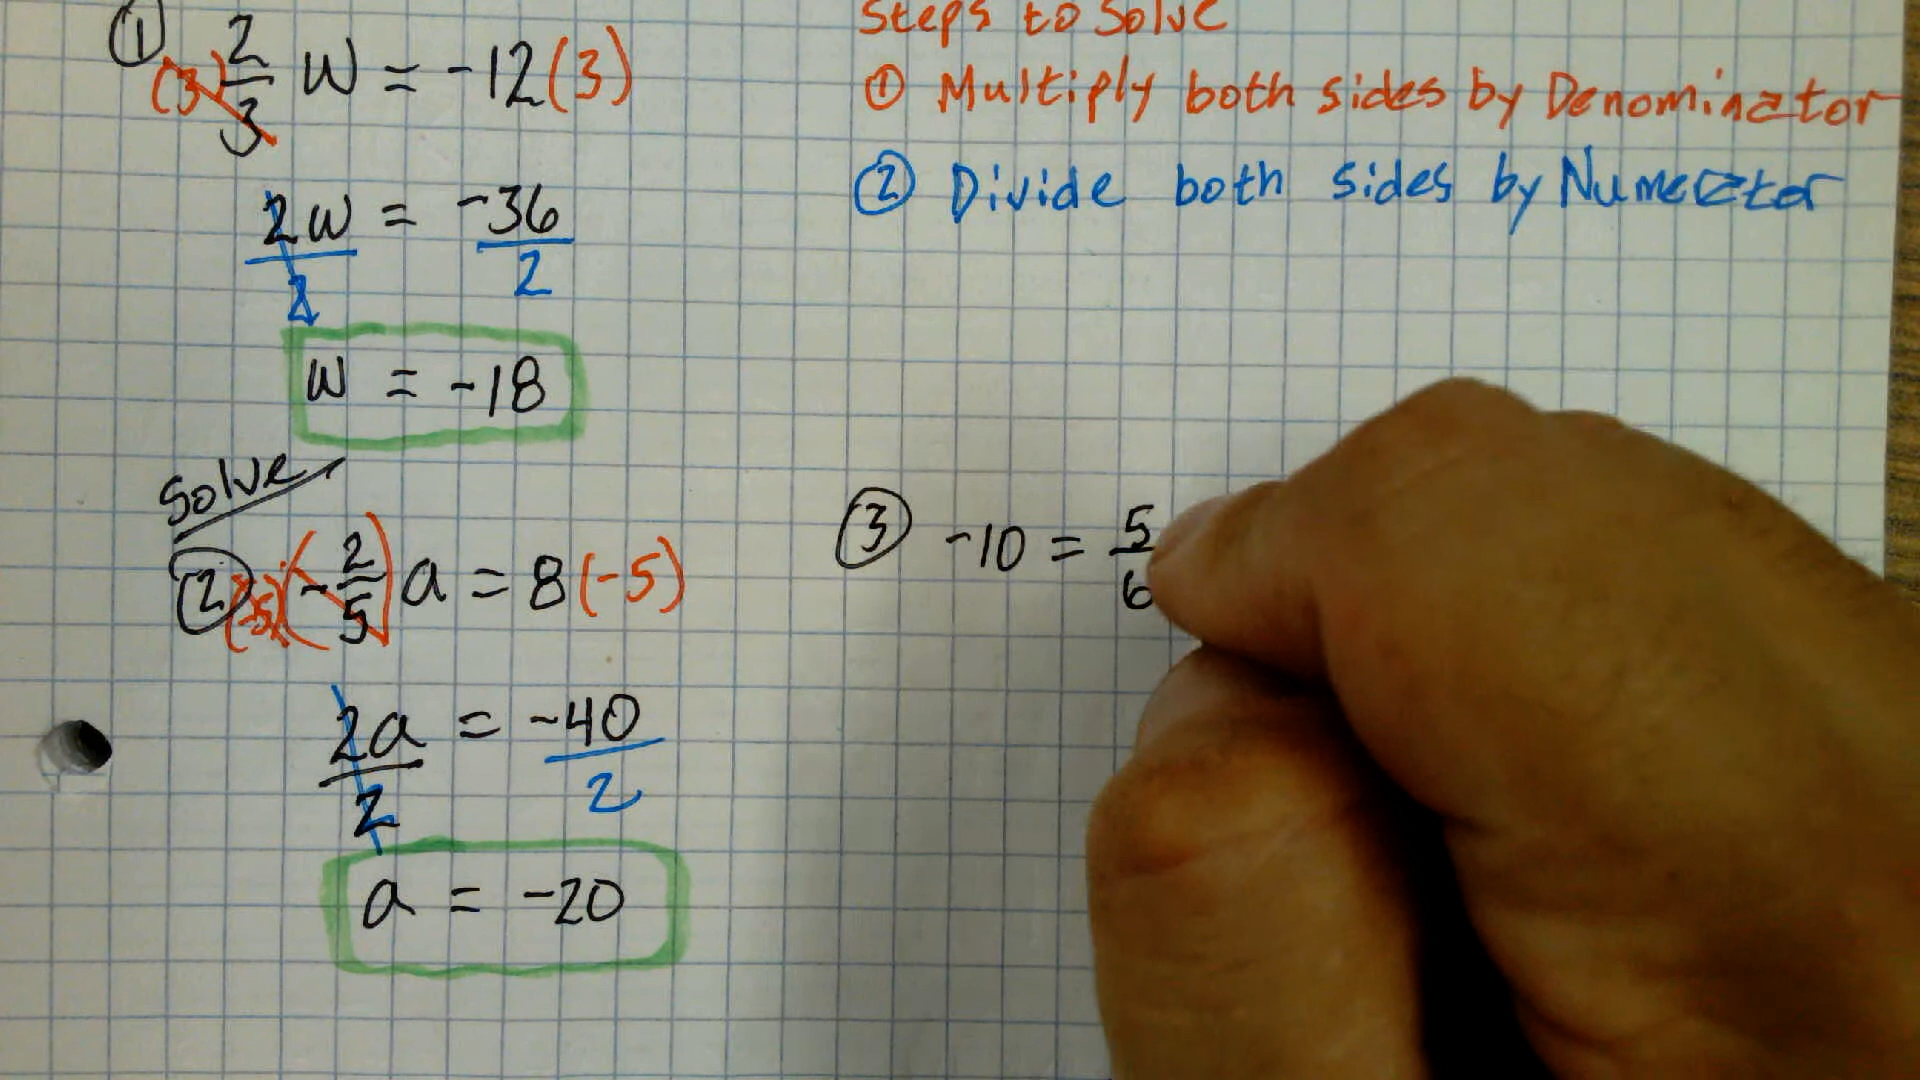 ① 
(3) 2/3 W = -12(3)
2W/2 = -36/2
W = -18
Solve
② (-5)(-2/5)a = 8(-5)
2a/2 = -40/2
a = -20
Steps to Solve
① Multiply both sides by Denominator
② Divide both sides by Numerator
③ -10 = 5/6